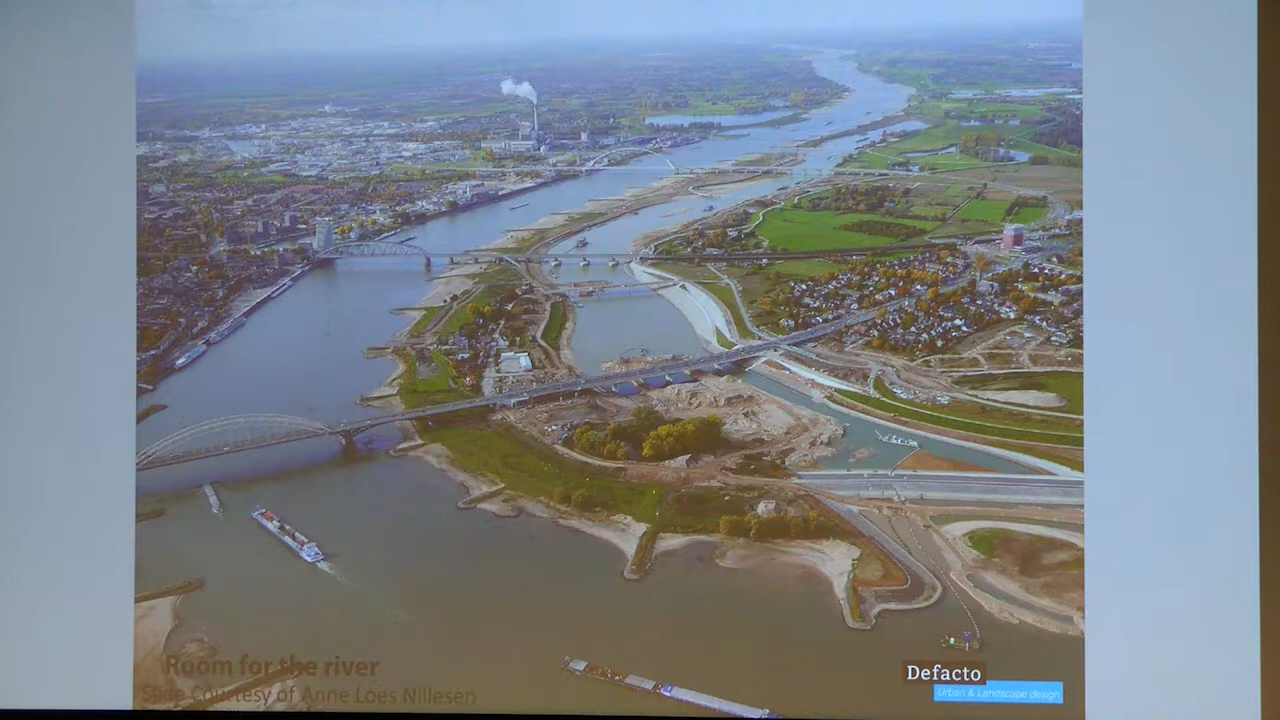 Room for the river
Slide Courtesy of Anne Loes Nillesen
Defacto
Urban & Landscape design